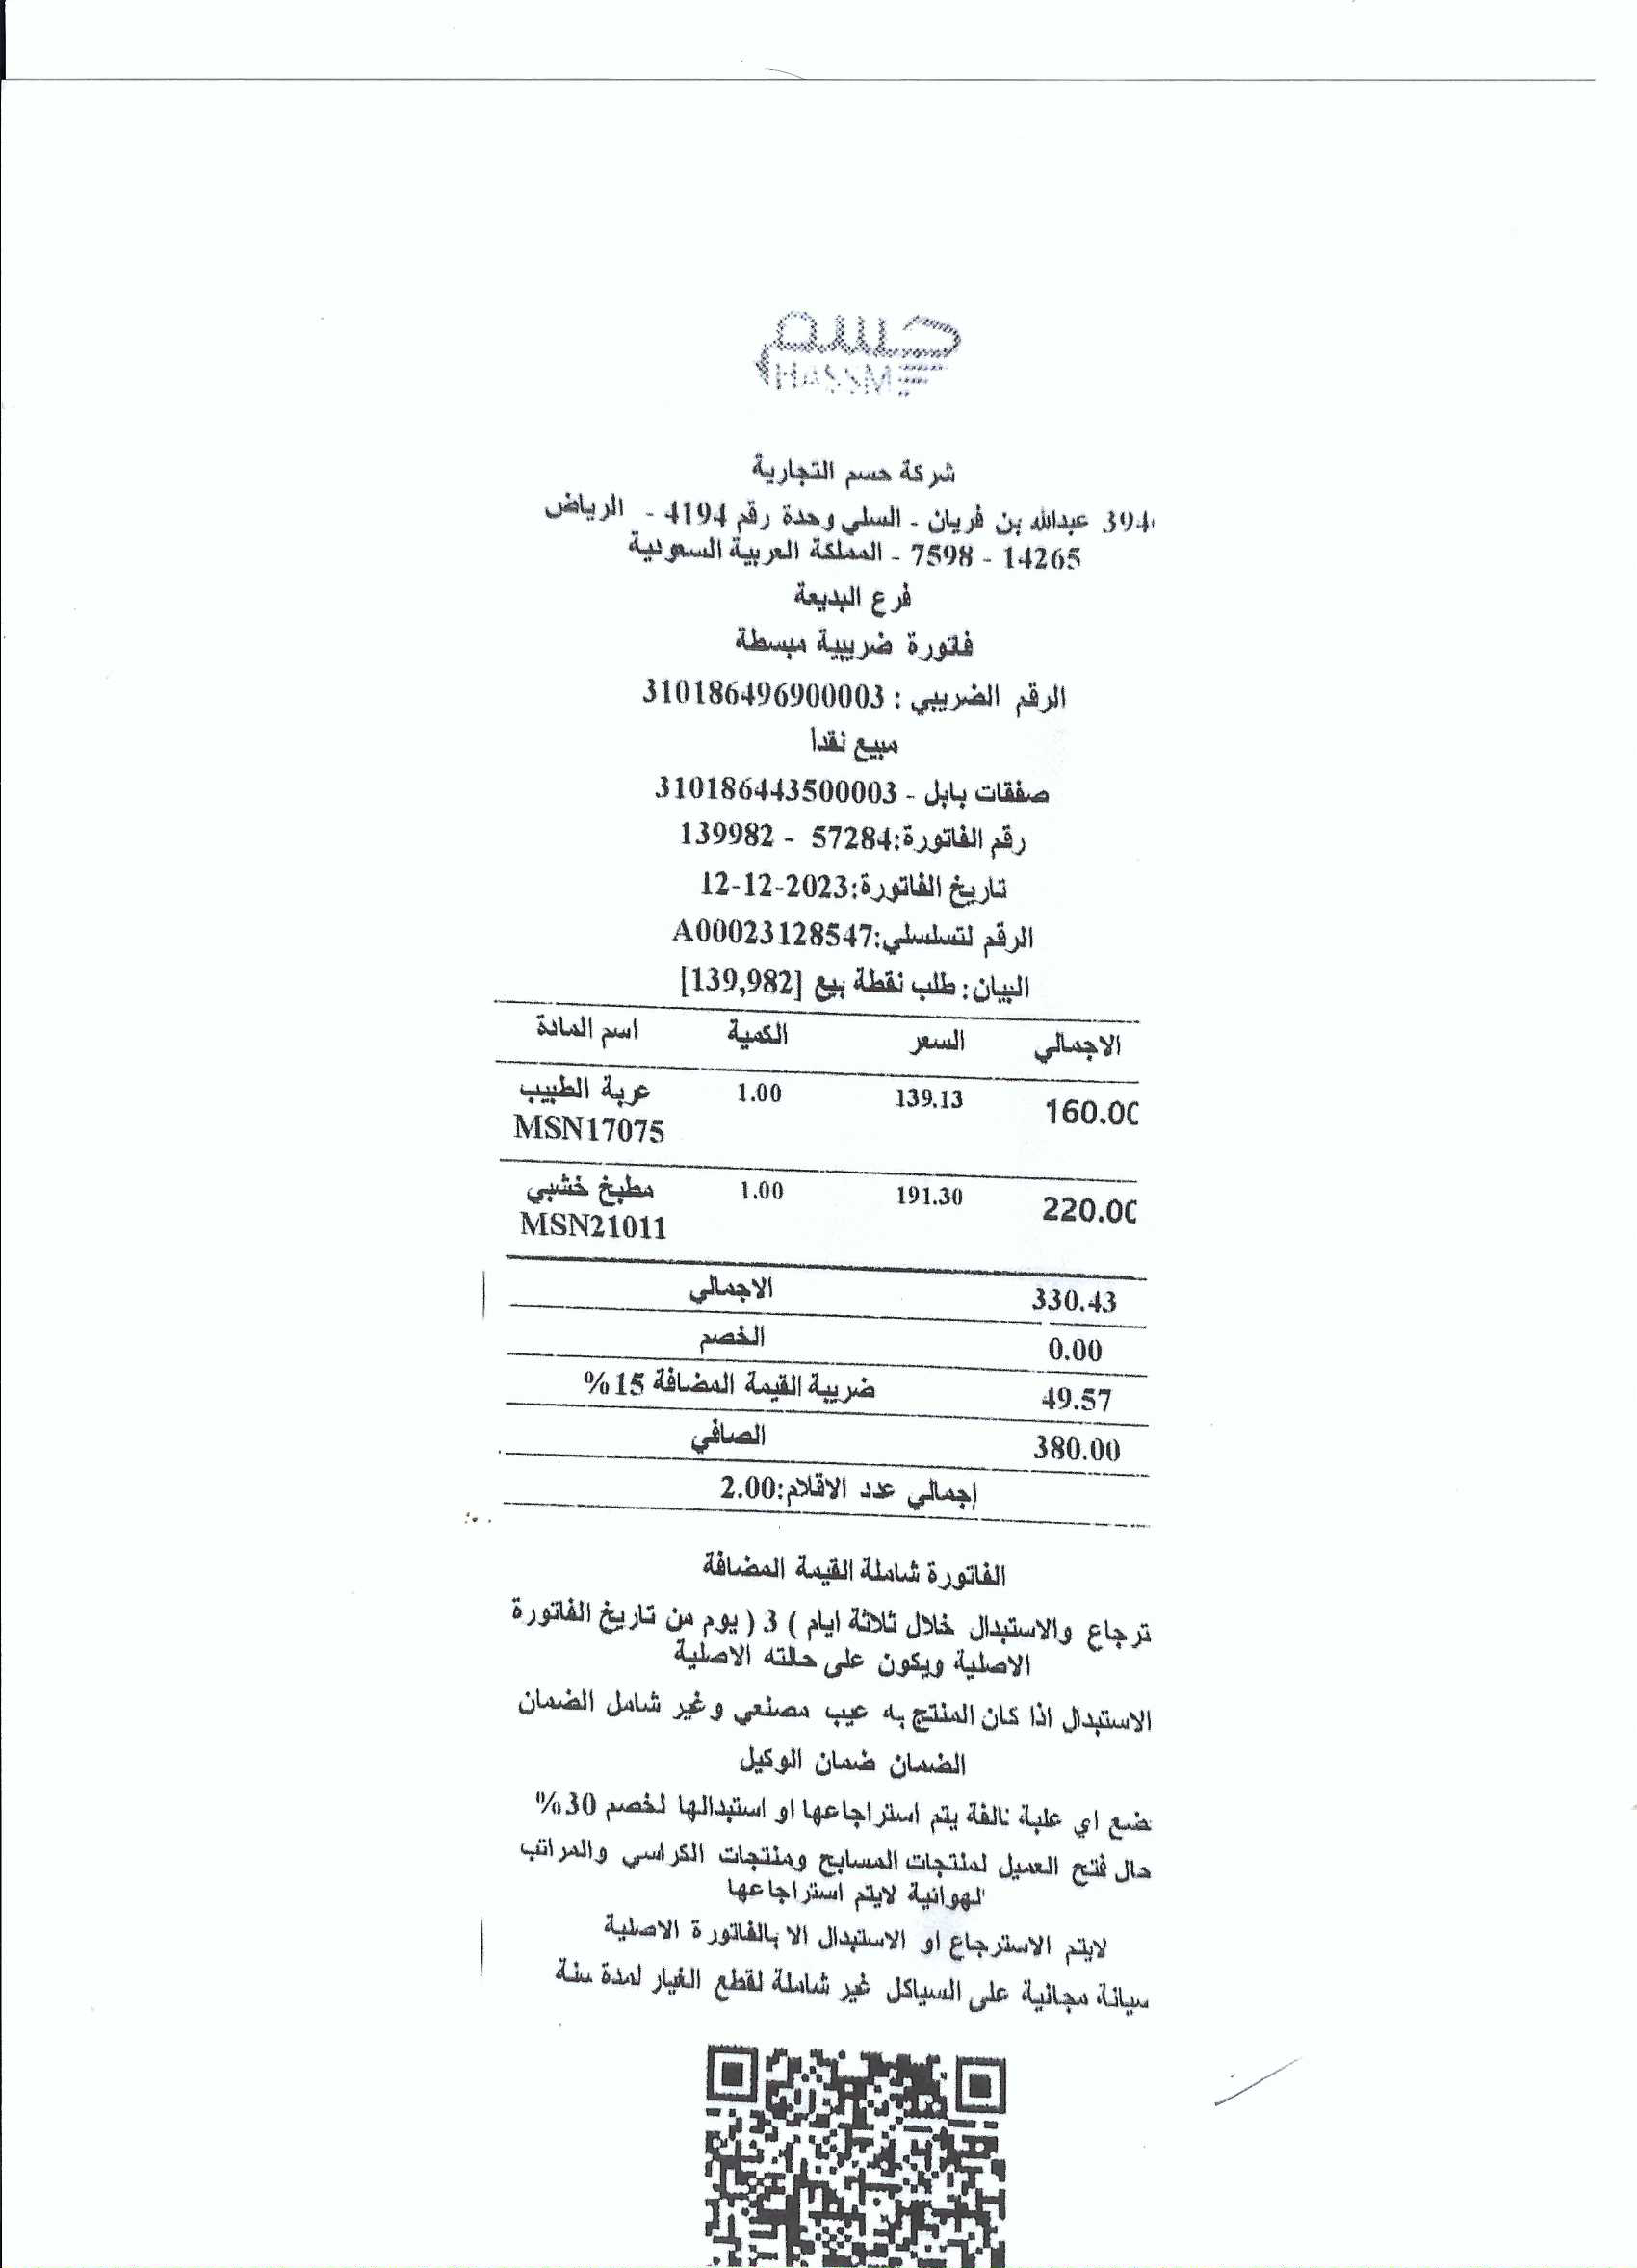 حسم
HASSM
شركة حسم التجارية
394 عبدالله بن فريان - السلي وحدة رقم 4194 - الرياض
14265 - 7598 - المملكة العربية السعودية
فرع البديعة
فاتورة ضريبية مبسطة
الرقم الضريبي : 310186496900003
مبيع نقدا
صفقات بابل - 310186443500003
رقم الفاتورة:57284 - 139982
تاريخ الفاتورة:2023-12-12
الرقم لتسلسلي:A00023128547
البيان: طلب نقطة بيع [139,982]
اسم المادة الكمية السعر الاجمالي
عربة الطبيب 1.00 139.13 160.00
MSN17075
مطبخ خشبي 1.00 191.30 220.00
MSN21011
الاجمالي 330.43
الخصم 0.00
ضريبة القيمة المضافة 15% 49.57
الصافي 380.00
إجمالي عدد الاقلام:2.00
الفاتورة شاملة القيمة المضافة
ترجاع والاستبدال خلال ثلاثة ايام ) 3 ( يوم من تاريخ الفاتورة
الاصلية ويكون على حالته الاصلية
الاستبدال اذا كان المنتج به عيب مصنعي وغير شامل الضمان
الضمان ضمان الوكيل
ضع اي علبة تالفة يتم استراجاعها او استبدالها لخصم 30%
حال فتح العميل لمنتجات المسابح ومنتجات الكراسي والمراتب
لهوائية لايتم استراجاعها
لايتم الاسترجاع او الاستبدال الا بالفاتورة الاصلية
سيانة مجانية على السياكل غير شاملة لقطع الغيار لمدة سنة